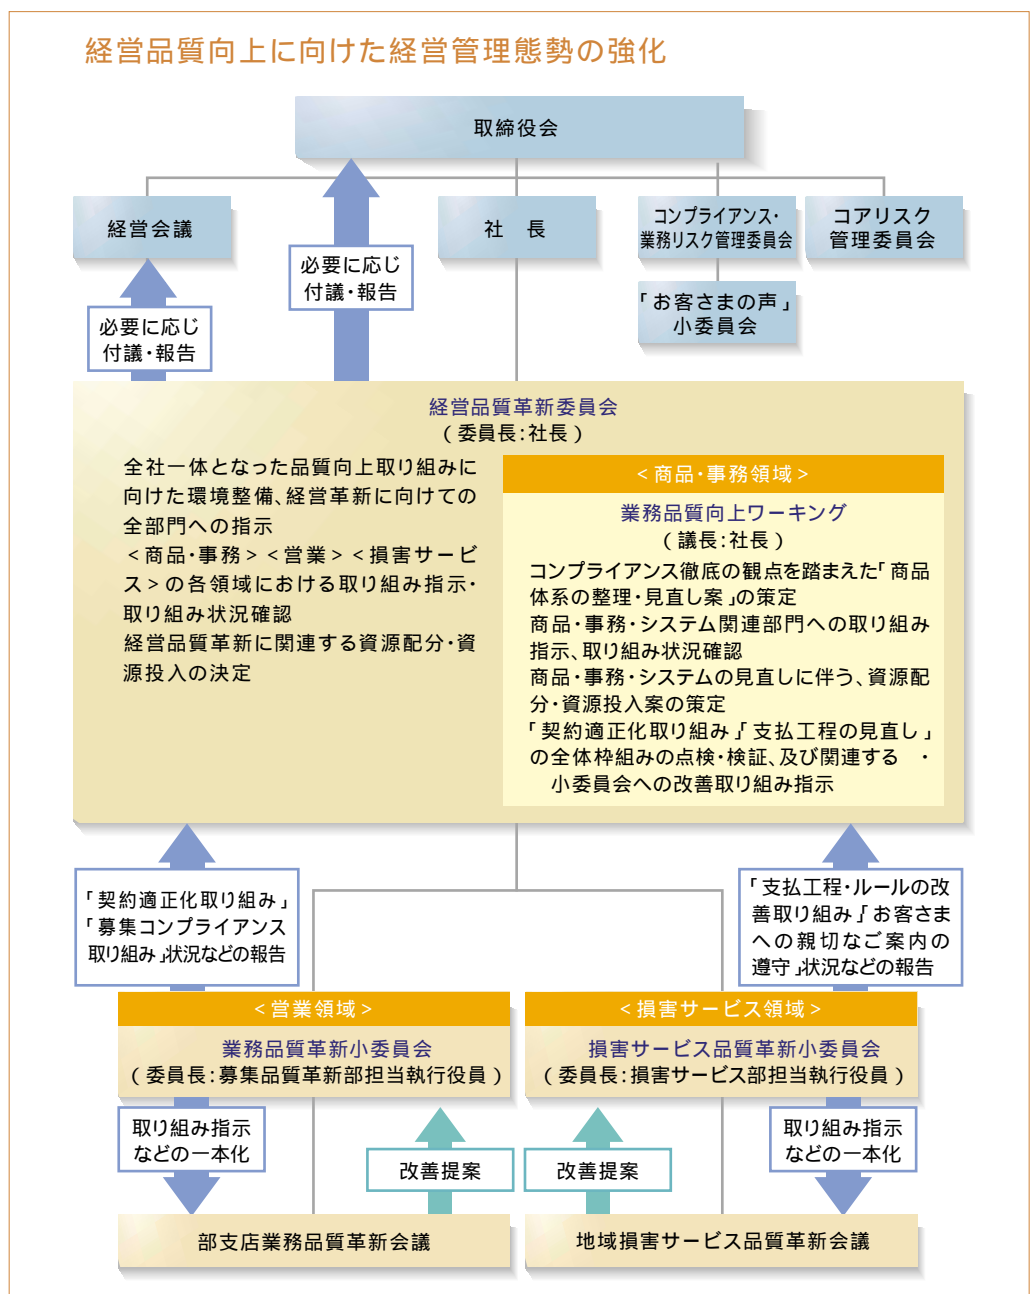 経営品質向上に向けた経営管理態勢の強化
取締役会
経営会議
社 長
コンプライアンス・
業務リスク管理委員会
コアリスク
管理委員会
「お客さまの声」
小委員会
必要に応じ
付議・報告
必要に応じ
付議・報告
経営品質革新委員会
(委員長:社長)
全社一体となった品質向上取り組みに
向けた環境整備、経営革新に向けての
全部門への指示
<商品・事務><営業><損害サービ
ス>の各領域における取り組み指示・
取り組み状況確認
経営品質革新に関連する資源配分・資
源投入の決定
<商品・事務領域>
業務品質向上ワーキング
(議長:社長)
コンプライアンス徹底の観点を踏まえた「商品
体系の整理・見直し案」の策定
商品・事務・システム関連部門への取り組み
指示、取り組み状況確認
商品・事務・システムの見直しに伴う、資源配
分・資源投入案の策定
「契約適正化取り組み」「支払工程の見直し」
の全体枠組みの点検・検証、及び関連する ・
小委員会への改善取り組み指示
「契約適正化取り組み」
「募集コンプライアンス
取り組み」状況などの報告
「支払工程・ルールの改
善取り組み」「お客さま
への親切なご案内の
遵守」状況などの報告
<営業領域>
業務品質革新小委員会
(委員長:募集品質革新部担当執行役員)
<損害サービス領域>
損害サービス品質革新小委員会
(委員長:損害サービス部担当執行役員)
取り組み指示
などの一本化
改善提案
改善提案
取り組み指示
などの一本化
部支店業務品質革新会議
地域損害サービス品質革新会議